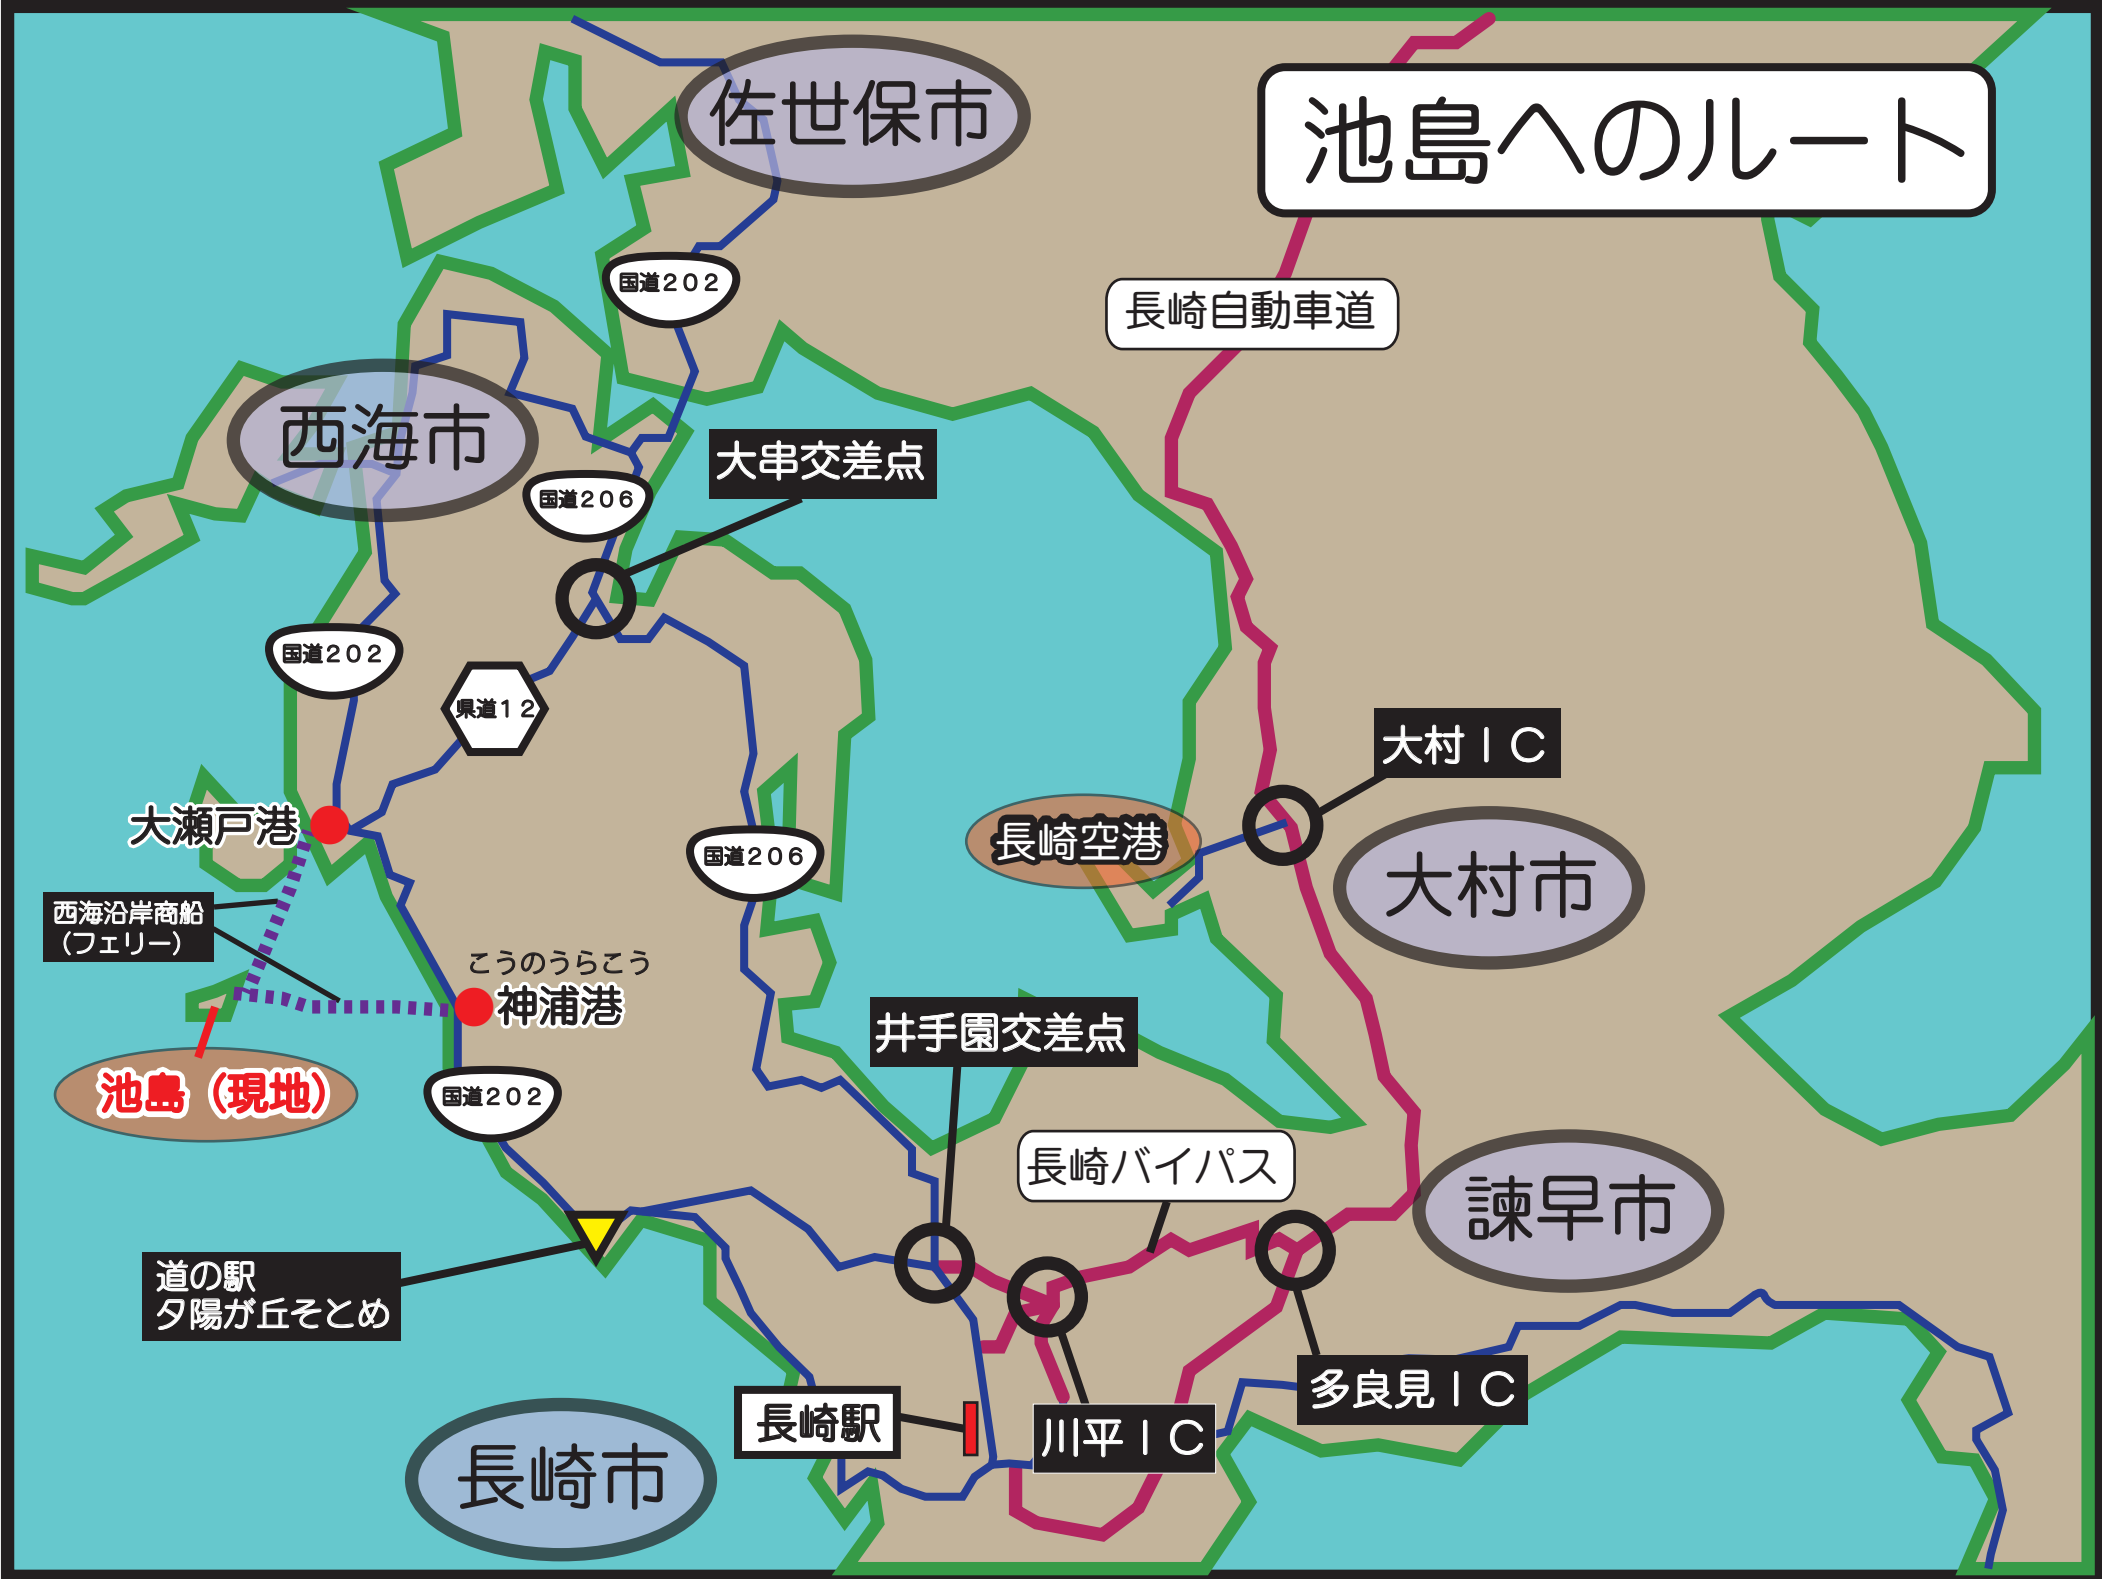 佐世保市
池島へのルート
国道２０２
長崎自動車道
西海市
大串交差点
国道２０６
国道２０２
県道１２
大村ＩＣ
大瀬戸港
長崎空港
国道２０６
大村市
西海沿岸商船
（フェリー）
こうのうらこう
神浦港
井手園交差点
池島（現地）
国道２０２
長崎バイパス
諫早市
道の駅
夕陽が丘そとめ
多良見ＩＣ
長崎駅
川平ＩＣ
長崎市